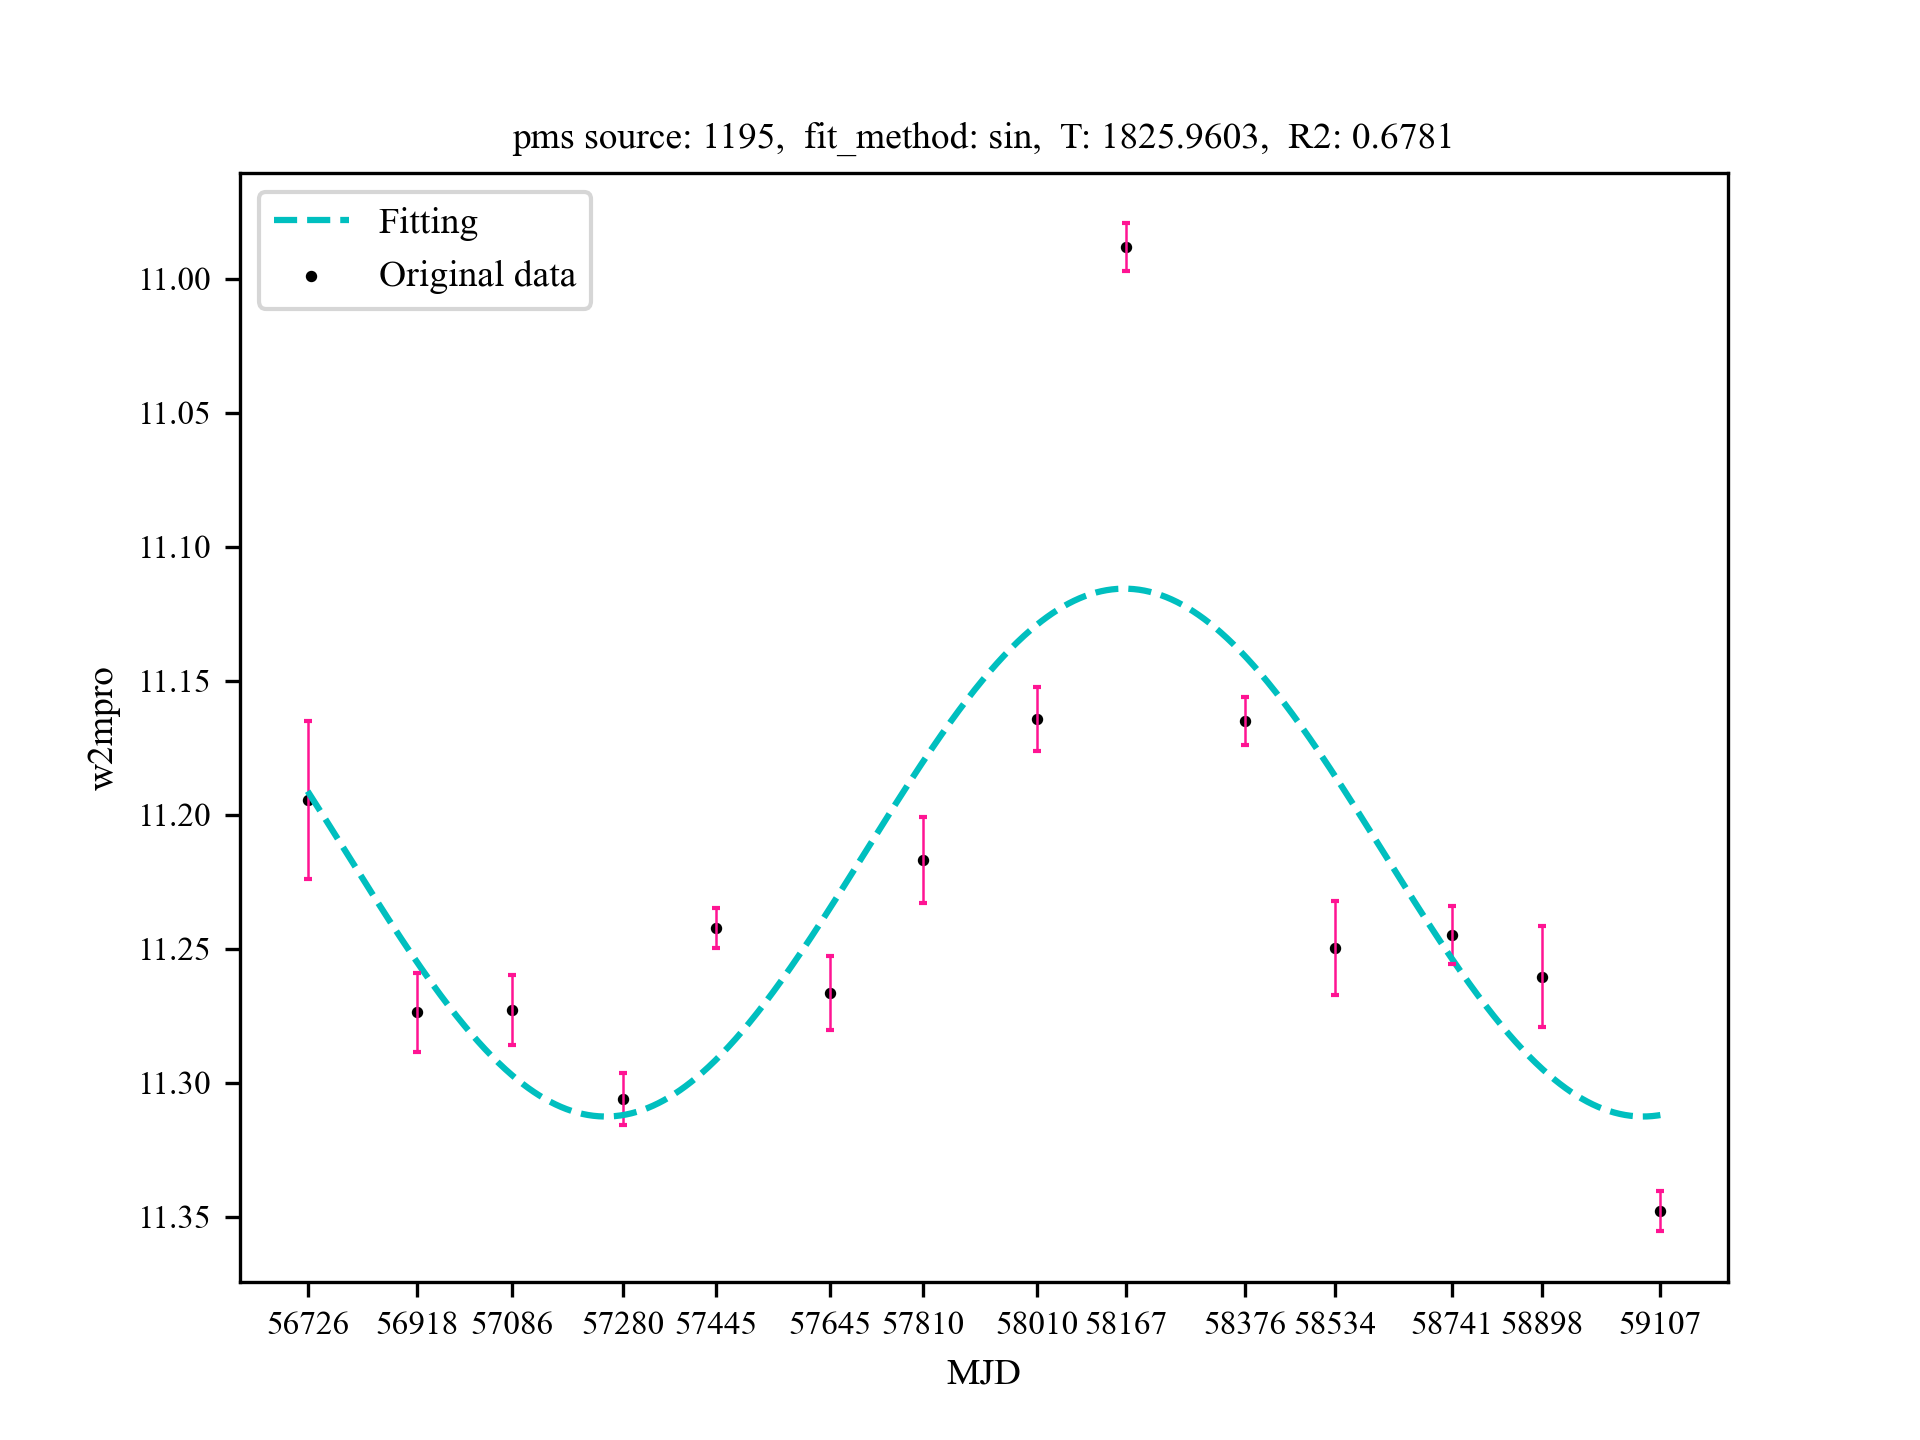 pms source: 1195,  fit_method: sin,  T: 1825.9603,  R2: 0.6781
Fitting
Original data
11.00
11.05
11.10
11.15
11.20
11.25
11.30
11.35
w2mpro
56726 56918 57086 57280 57445 57645 57810 58010 58167 58376 58534 58741 58898 59107
MJD